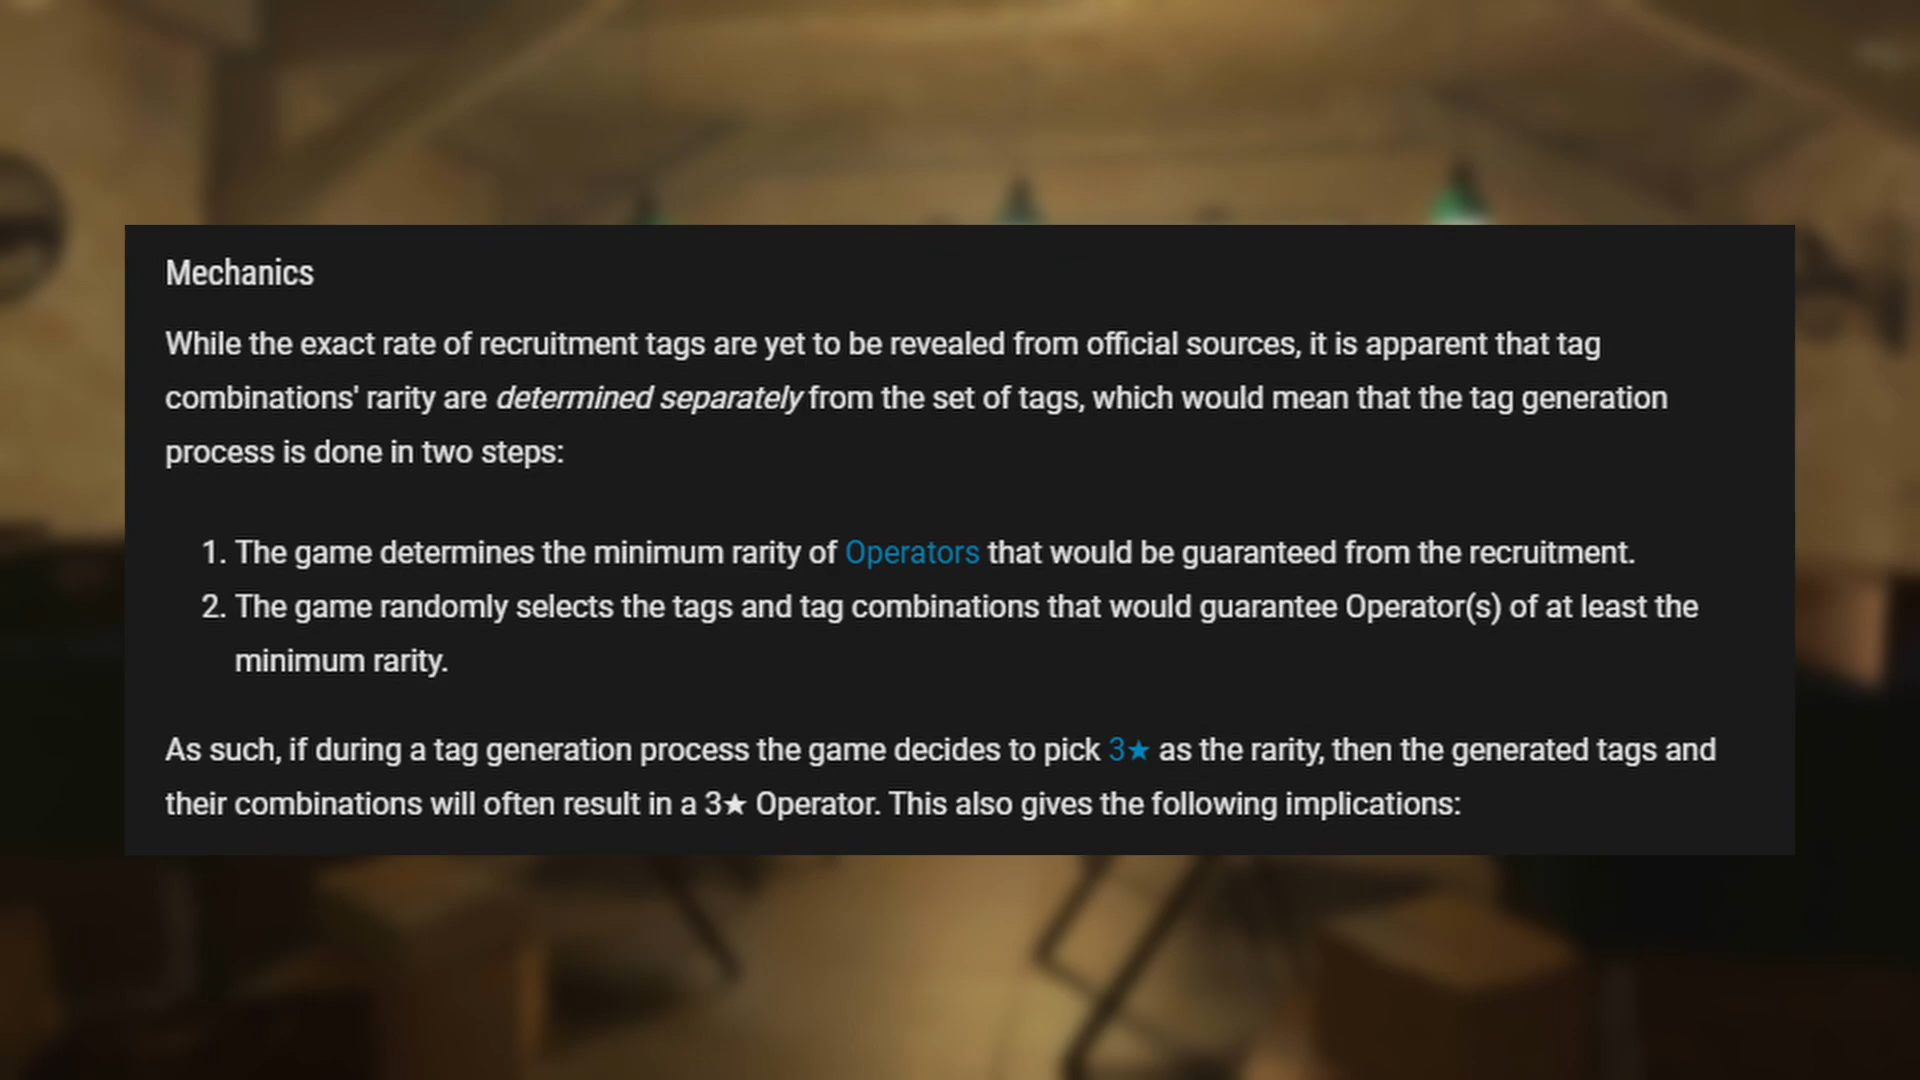 Mechanics
While the exact rate of recruitment tags are yet to be revealed from official sources, it is apparent that tag
combinations' rarity are determined separately from the set of tags, which would mean that the tag generation
process is done in two steps:
1. The game determines the minimum rarity of Operators that would be guaranteed from the recruitment.
2. The game randomly selects the tags and tag combinations that would guarantee Operator(s) of at least the
minimum rarity.
As such, if during a tag generation process the game decides to pick 3★ as the rarity, then the generated tags and
their combinations will often result in a 3★ Operator. This also gives the following implications: